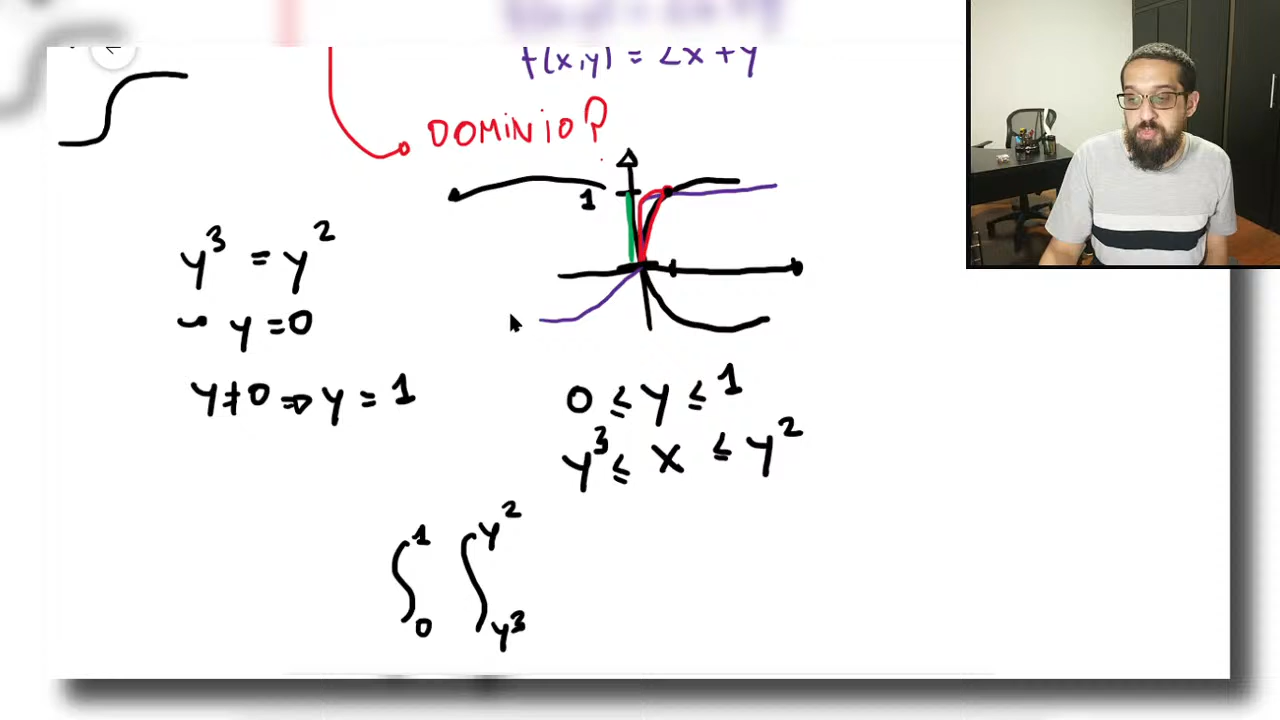 f(x,y) = 2x + y
DOMINIO?
1
y³ = y²
y = 0
y ≠ 0 ⇒ y = 1
0 ≤ y ≤ 1
y³ ≤ x ≤ y²
∫₀¹ ∫y³ y²